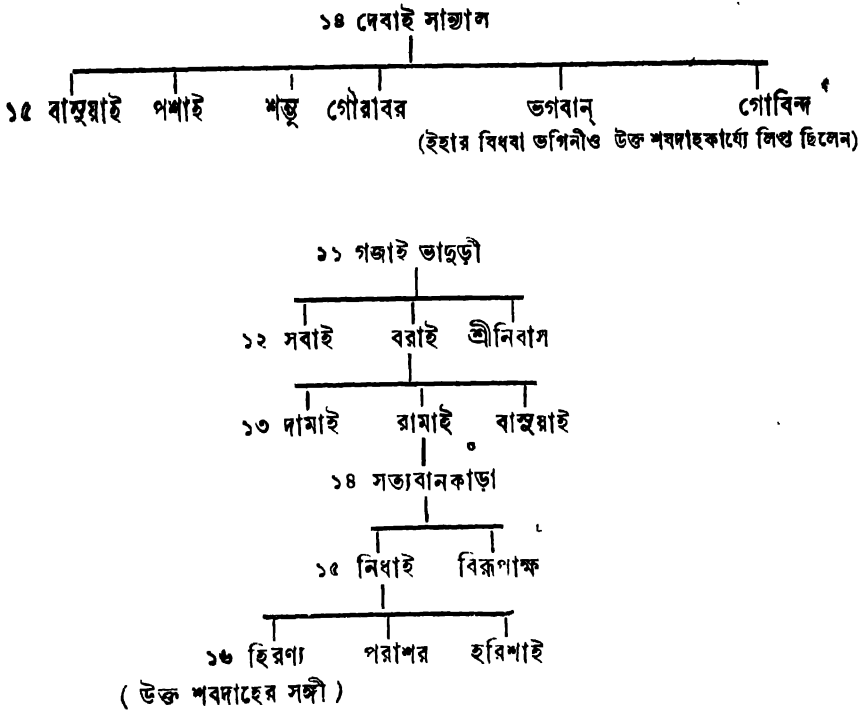 ১৪ দেবাই সান্যাল
১৫ বাসুয়াই পশাই শম্ভু গৌরাবর ভগবান্ গোবিন্দ
(ইহার বিধবা ভগিনীও উক্ত শবদাহকার্য্যে লিপ্ত ছিলেন)
১১ গজাই ভাদুড়ী
১২ সবাই বরাই শ্রীনিবাস
১৩ দামাই রামাই বাসুয়াই
১৪ সত্যবানকাড়া
১৫ নিধাই বিরূপাক্ষ
১৬ হিরণ্য পরাশর হরিশাই
( উক্ত শবদাহের সঙ্গী )